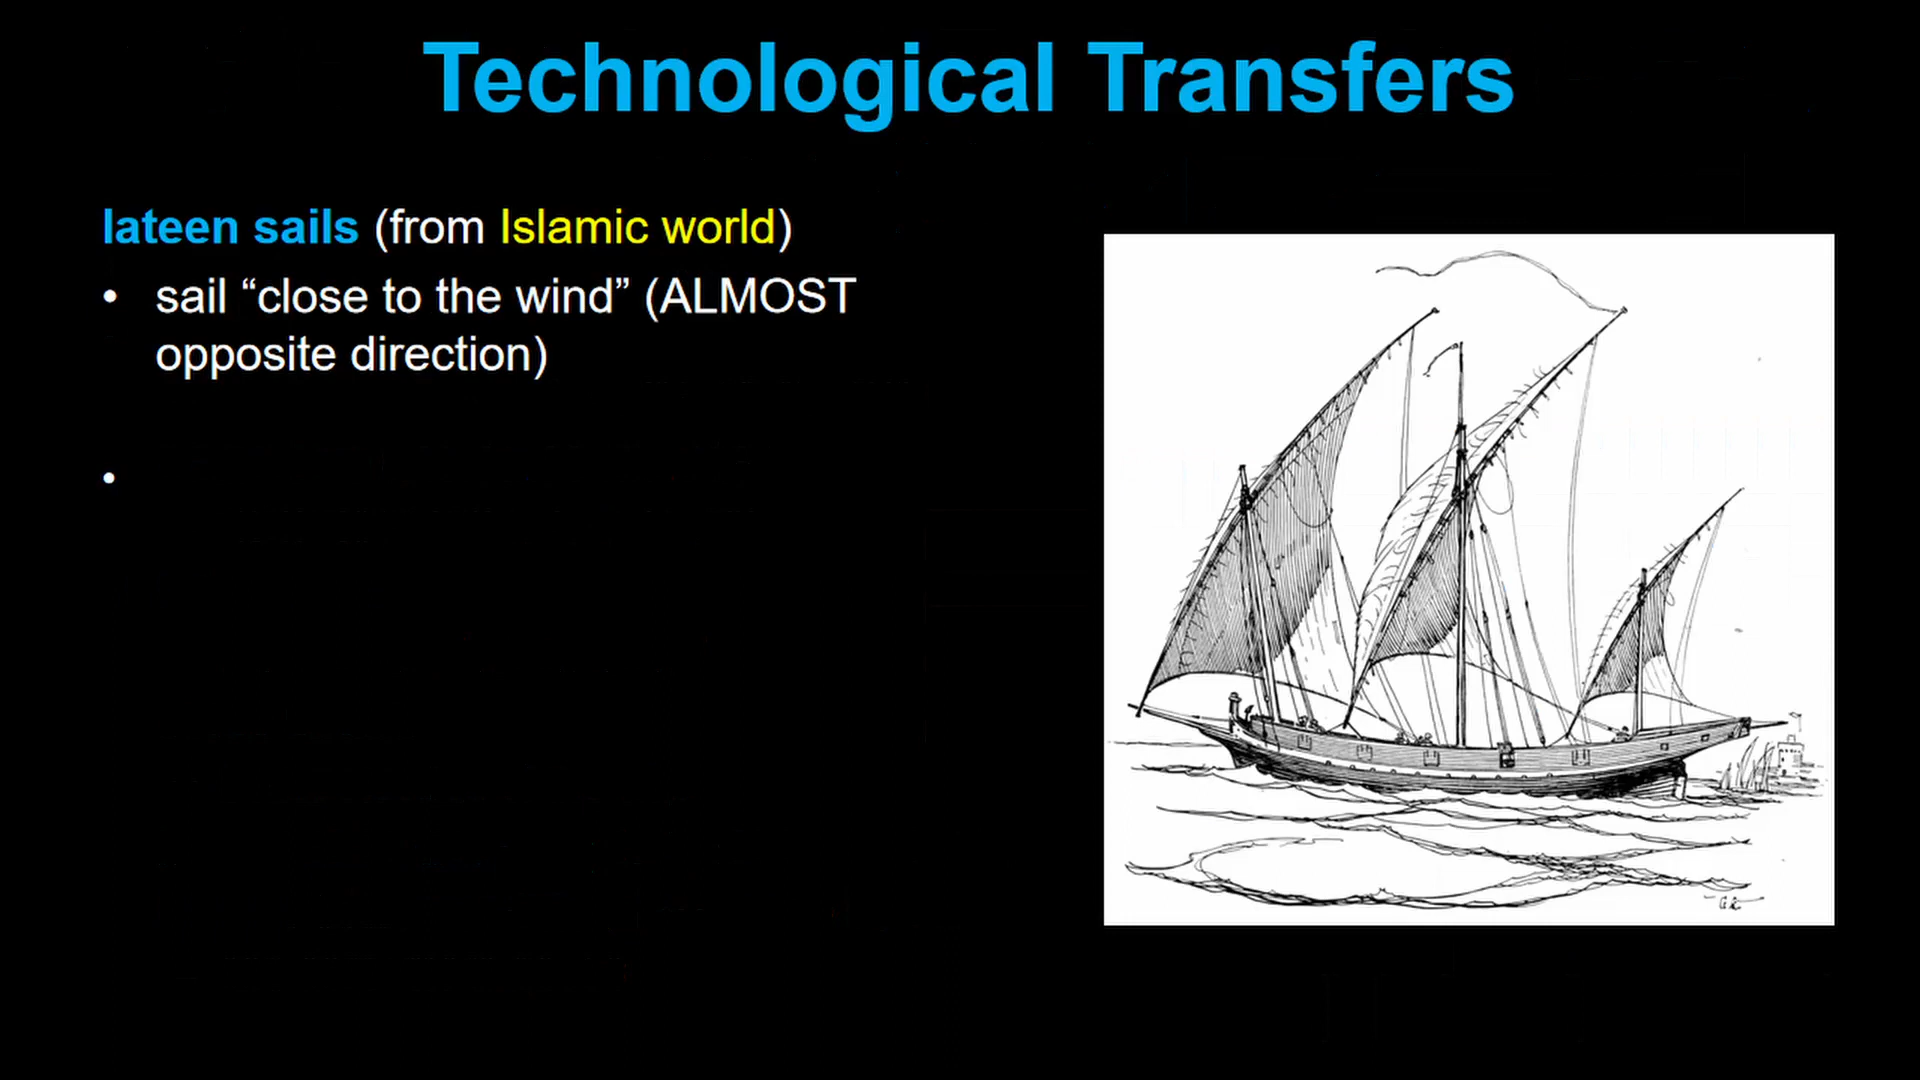 Technological Transfers
lateen sails (from Islamic world)
• sail “close to the wind” (ALMOST
opposite direction)
•